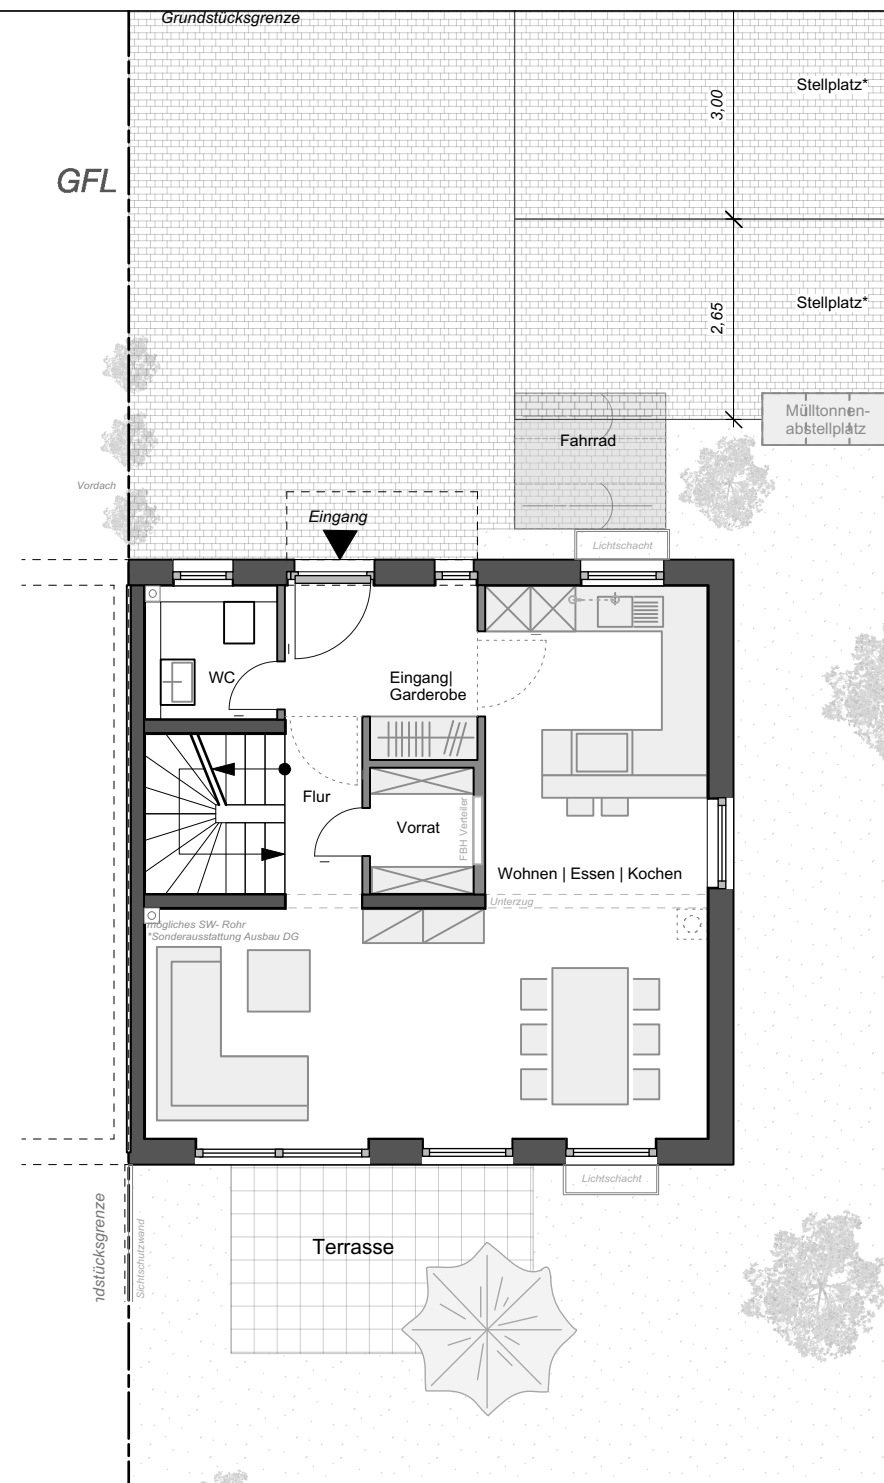 Grundstücksgrenze
Stellplatz*
3,00
GFL
Stellplatz*
2,65
Mülltonnen-
abstellplatz
Fahrrad
Vordach
Eingang
Lichtschacht
WC
Eingang|
Garderobe
Flur
Vorrat
FBH Verteiler
Wohnen | Essen | Kochen
Unterzug
mögliches SW- Rohr
*Sonderausstattung Ausbau DG
Lichtschacht
ndstücksgrenze
Sichtschutzwand
Terrasse